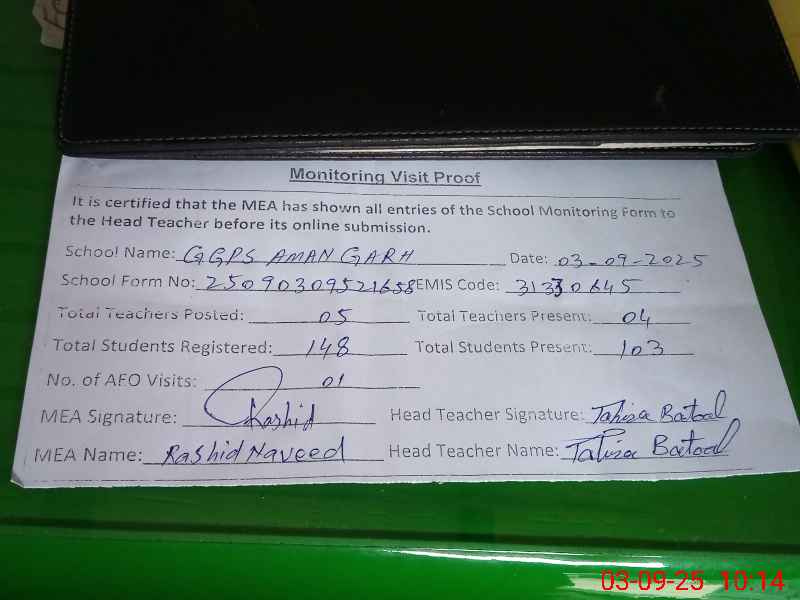 Monitoring Visit Proof
It is certified that the MEA has shown all entries of the School Monitoring Form to
the Head Teacher before its online submission.
School Name: GGPS AMAN GARH Date: 03-09-2025
School Form No: 25090309521658 EMIS Code: 31330645
Total Teachers Posted: 05 Total Teachers Present: 04
Total Students Registered: 148 Total Students Present: 103
No. of AEO Visits: 01
MEA Signature: Rashid Head Teacher Signature: Tahira Batool
MEA Name: Rashid Naveed Head Teacher Name: Tahira Batool
03-09-25 10:14